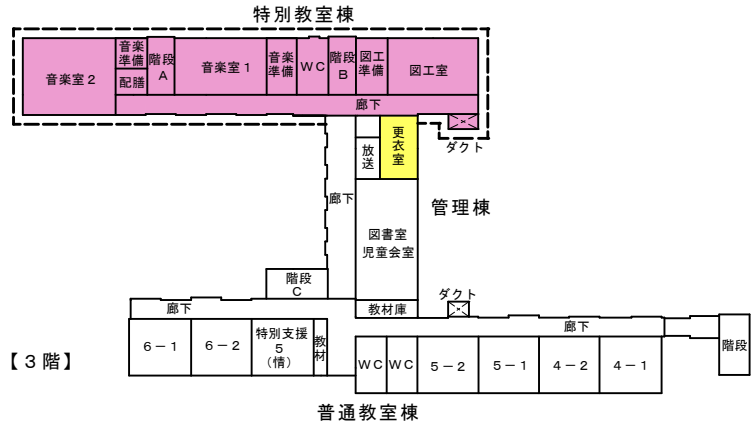 特別教室棟
音楽室2
音楽
準備
配膳
階段
A
音楽室1
音楽
準備
WC
階段
B
図工
準備
図工室
廊下
ダクト
更
衣
室
放
送
廊下
管理棟
図書室
児童会室
階段
C
教材庫
ダクト
廊下
廊下
6-1
6-2
特別支援
5
(情)
教
材
WC
WC
5-2
5-1
4-2
4-1
階段
【3階】
普通教室棟